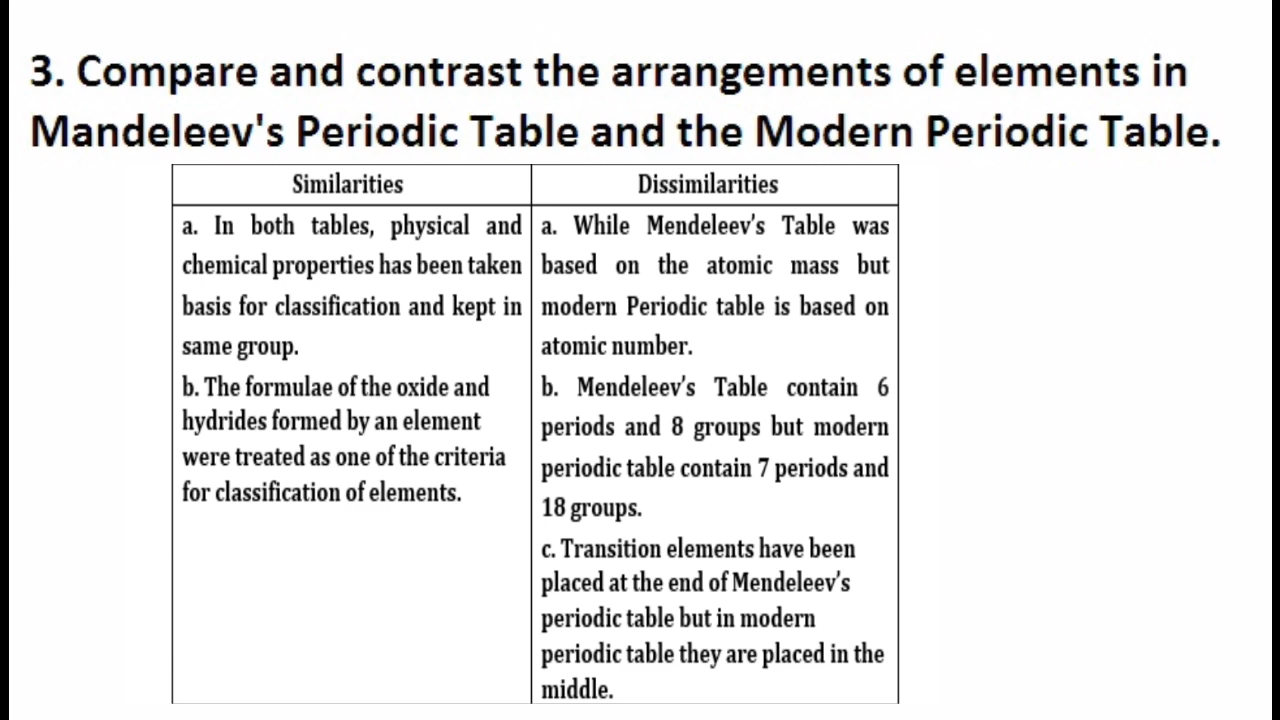 3. Compare and contrast the arrangements of elements in
Mandeleev's Periodic Table and the Modern Periodic Table.
Similarities
a. In both tables, physical and
chemical properties has been taken
basis for classification and kept in
same group.
b. The formulae of the oxide and
hydrides formed by an element
were treated as one of the criteria
for classification of elements.
Dissimilarities
a. While Mendeleev's Table was
based on the atomic mass but
modern Periodic table is based on
atomic number.
b. Mendeleev's Table contain 6
periods and 8 groups but modern
periodic table contain 7 periods and
18 groups.
c. Transition elements have been
placed at the end of Mendeleev's
periodic table but in modern
periodic table they are placed in the
middle.